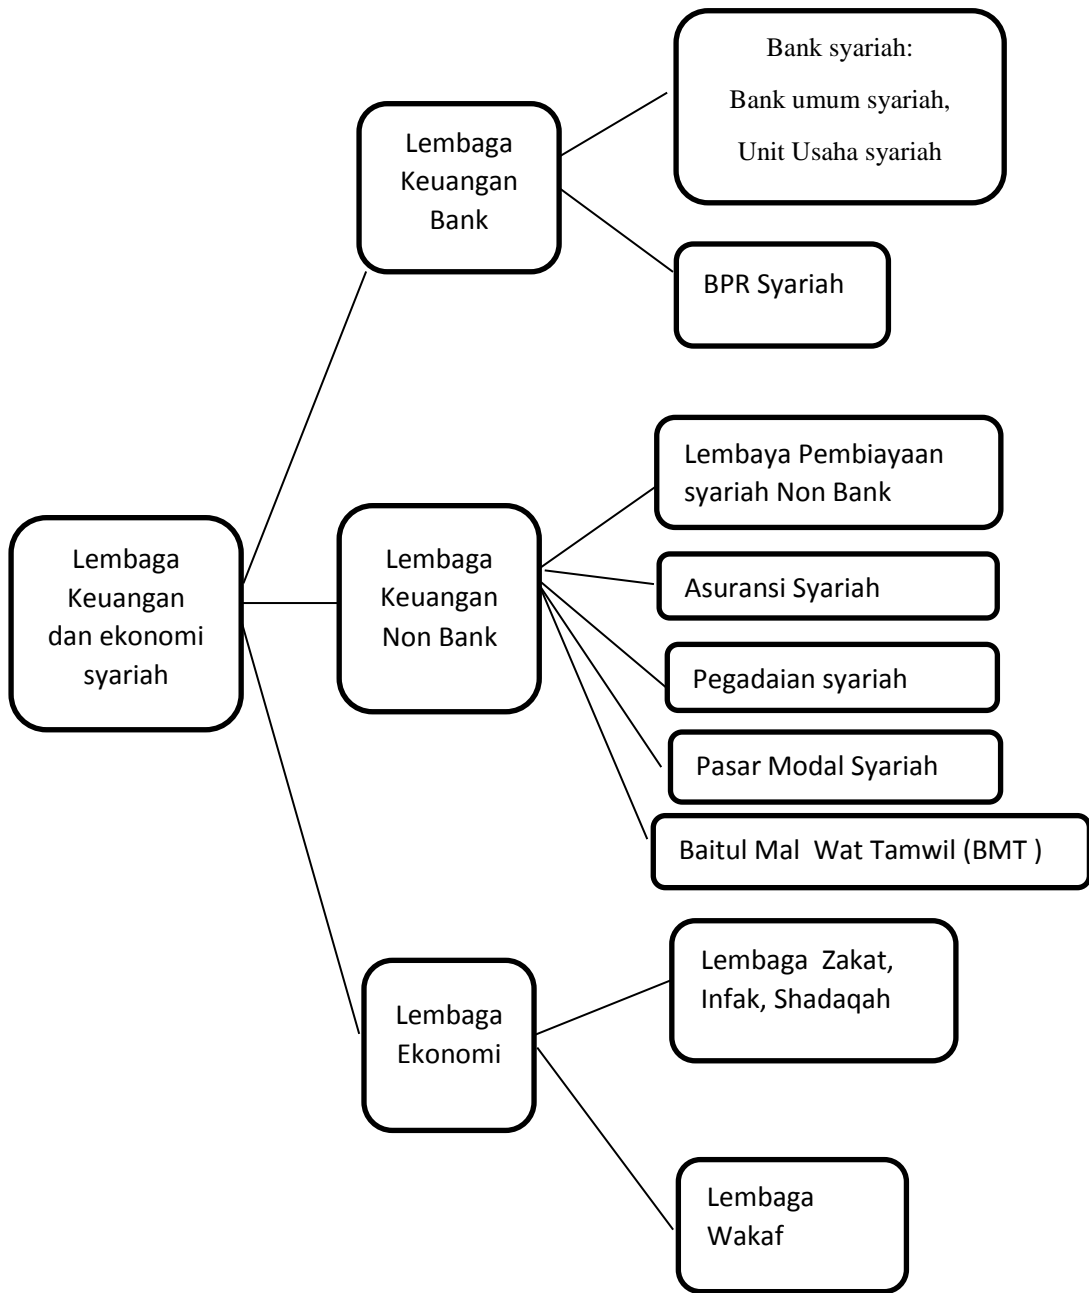 Bank syariah:
Bank umum syariah,
Unit Usaha syariah
Lembaga
Keuangan
Bank
BPR Syariah
Lembaya Pembiayaan
syariah Non Bank
Lembaga
Keuangan
dan ekonomi
syariah
Lembaga
Keuangan
Non Bank
Asuransi Syariah
Pegadaian syariah
Pasar Modal Syariah
Baitul Mal Wat Tamwil (BMT )
Lembaga Zakat,
Infak, Shadaqah
Lembaga
Ekonomi
Lembaga
Wakaf